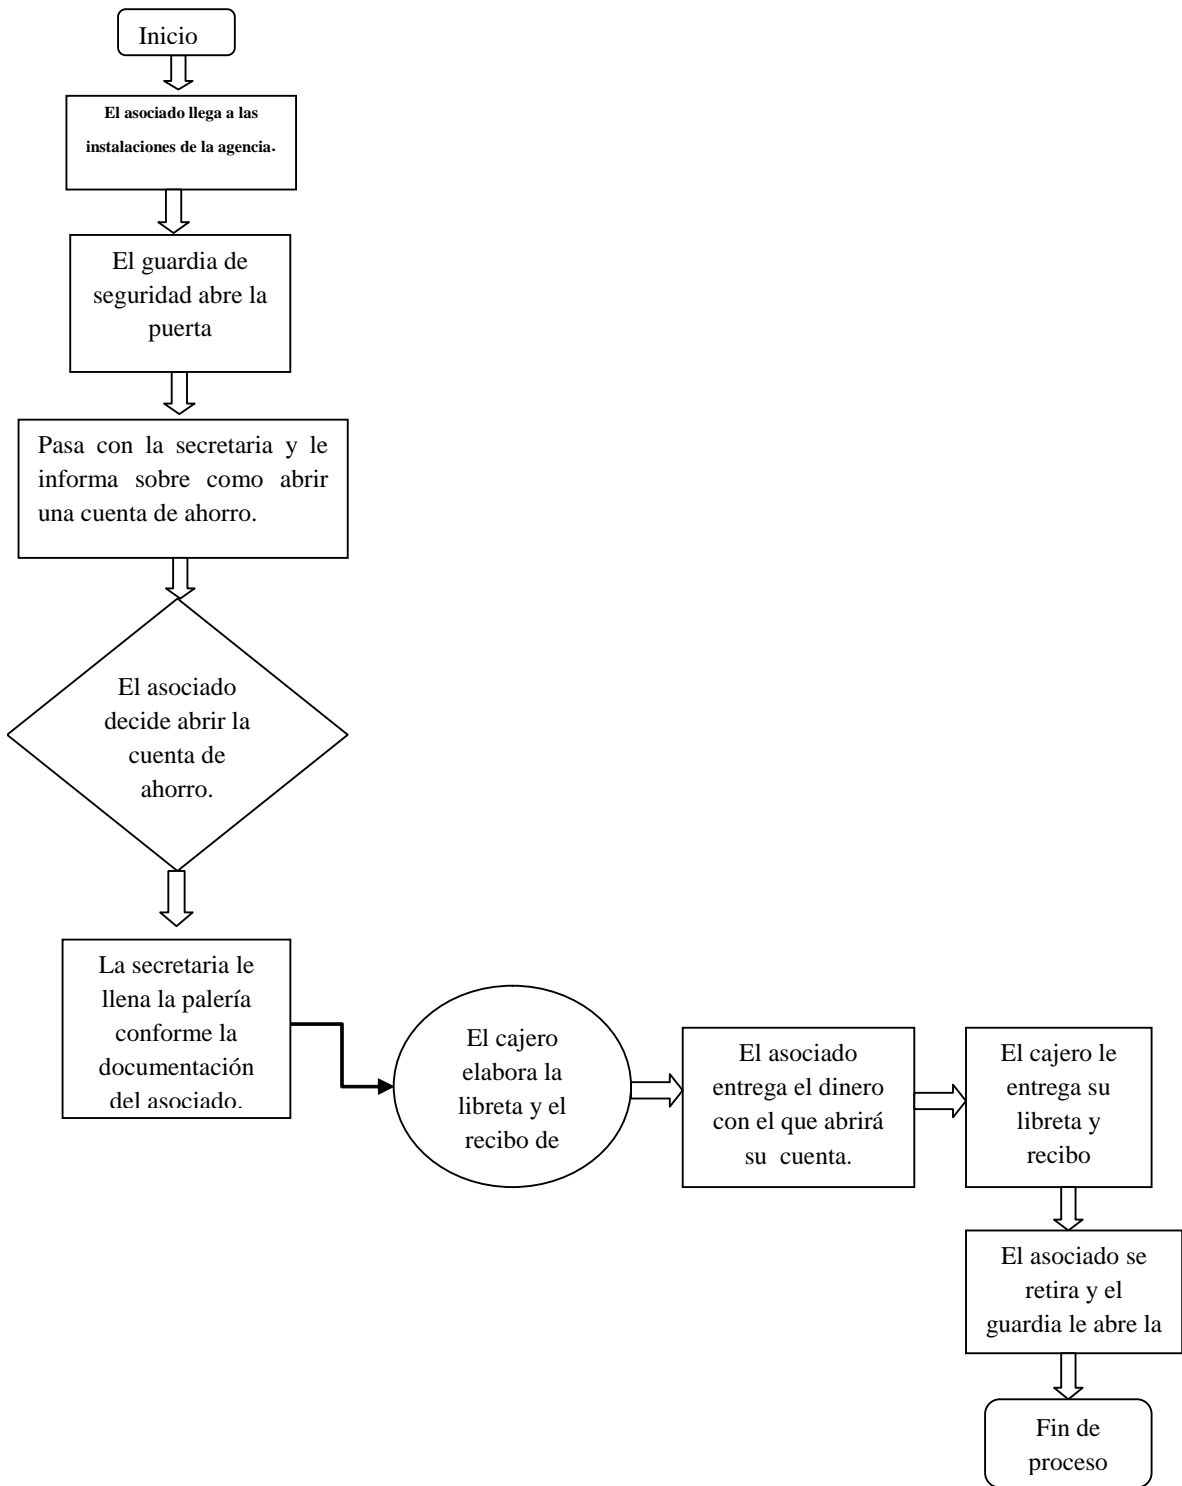 Inicio
El asociado llega a las
instalaciones de la agencia.
El guardia de
seguridad abre la
puerta
Pasa con la secretaria y le
informa sobre como abrir
una cuenta de ahorro.
El asociado
decide abrir la
cuenta de
ahorro.
La secretaria le
llena la palería
conforme la
documentación
del asociado.
El cajero
elabora la
libreta y el
recibo de
El asociado
entrega el dinero
con el que abrirá
su cuenta.
El cajero le
entrega su
libreta y
recibo
El asociado se
retira y el
guardia le abre la
Fin de
proceso